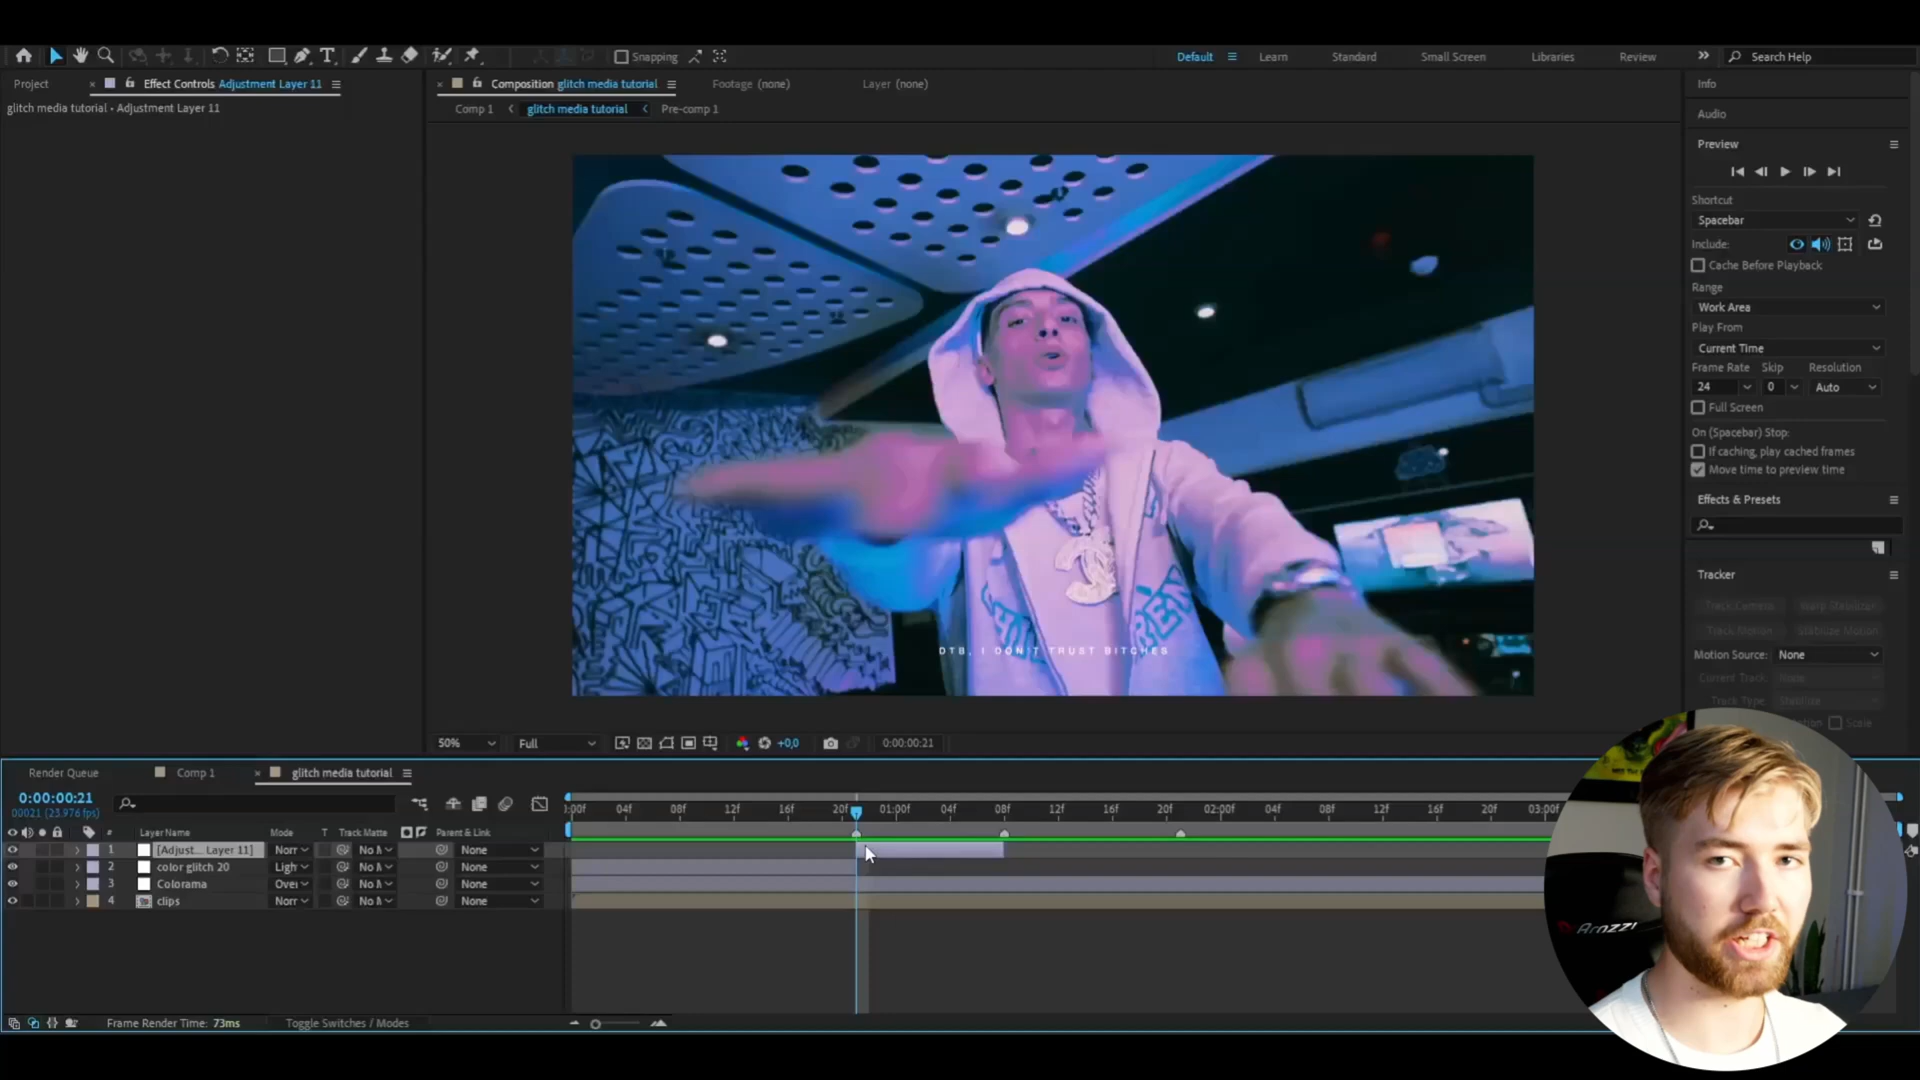 Snapping
Default
Learn
Standard
Small Screen
Libraries
Review
Search Help
Project
Effect Controls Adjustment Layer 11
Composition glitch media tutorial
Footage (none)
Layer (none)
Info
glitch media tutorial • Adjustment Layer 11
Comp 1
glitch media tutorial
Pre-comp 1
Audio
Preview
Shortcut
Spacebar
Include:
Cache Before Playback
Range
Work Area
Play From
Current Time
Frame Rate Skip Resolution
24 0 Auto
Full Screen
On (Spacebar) Stop:
If caching, play cached frames
Move time to preview time
Effects & Presets
Tracker
Track Camera Warp Stabilizer
Track Motion Stabilize Motion
Motion Source: None
Current Track: None
Track Type: Stabilize
Scale
DTB, I DON'T TRUST BITCHES
50%
Full
+0,0
0:00:00:21
Render Queue
Comp 1
glitch media tutorial
0:00:00:21
00021 (23.976 fps)
:00f 04f 08f 12f 16f 20f 01:00f 04f 08f 12f 16f 20f 02:00f 04f 08f 12f 16f 20f 03:00f
# Layer Name Mode T Track Matte Parent & Link
1 [Adjust... Layer 11] Norr No M None
2 color glitch 20 Ligh No M None
3 Colorama Over No M None
4 clips Norr No M None
Frame Render Time: 73ms
Toggle Switches / Modes
Arozzi